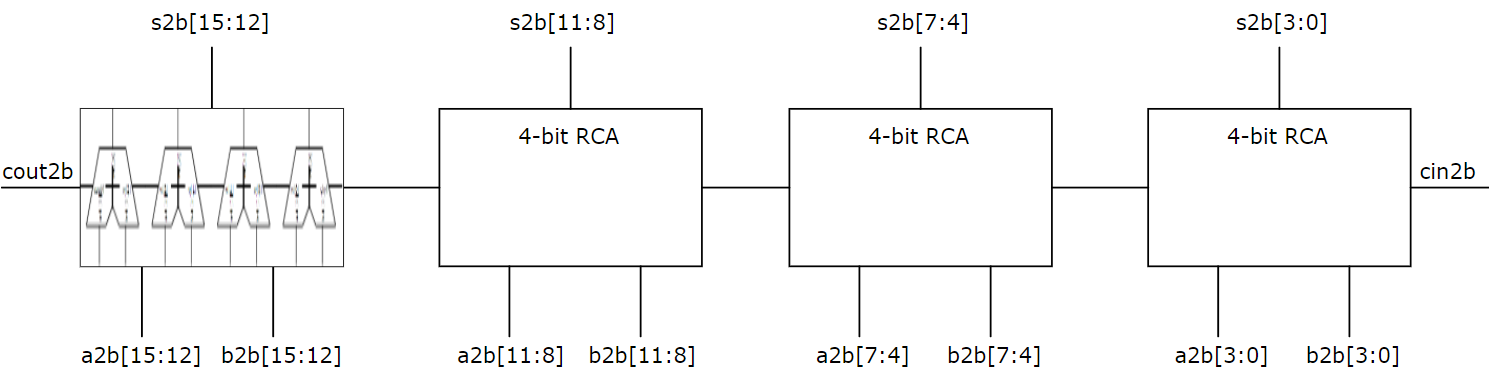 s2b[15:12] s2b[11:8] s2b[7:4] s2b[3:0]
4-bit RCA 4-bit RCA 4-bit RCA
cout2b cin2b
a2b[15:12] b2b[15:12] a2b[11:8] b2b[11:8] a2b[7:4] b2b[7:4] a2b[3:0] b2b[3:0]